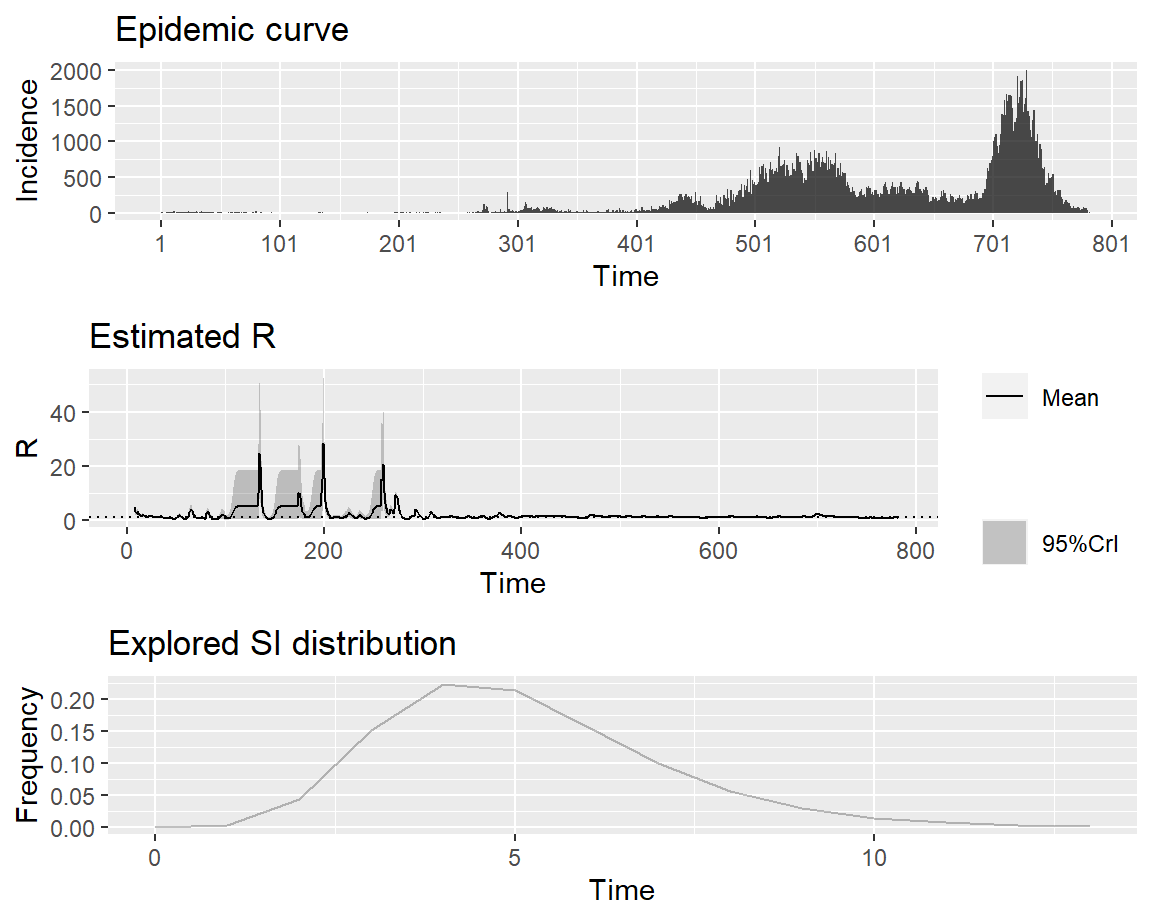 Epidemic curve
2000
1500
1000
500
0
Incidence
1 101 201 301 401 501 601 701 801
Time
Estimated R
40
20
0
R
0 200 400 600 800
Time
Mean
95%CrI
Explored SI distribution
0.20
0.15
0.10
0.05
0.00
Frequency
0 5 10
Time